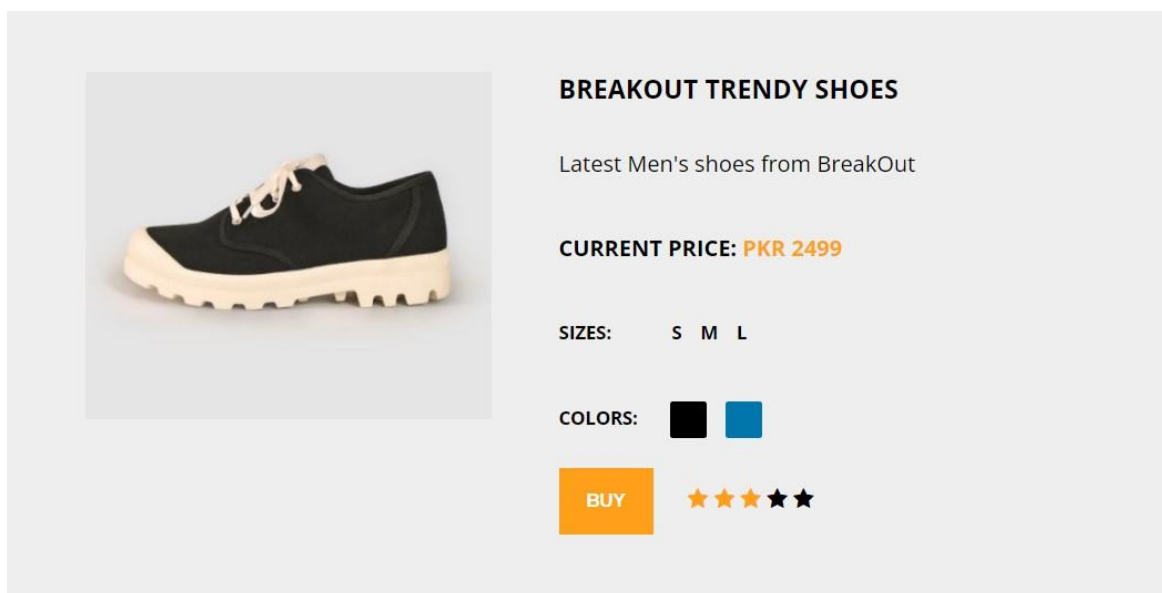 BREAKOUT TRENDY SHOES
Latest Men's shoes from BreakOut
CURRENT PRICE: PKR 2499
SIZES: S M L
COLORS:
BUY